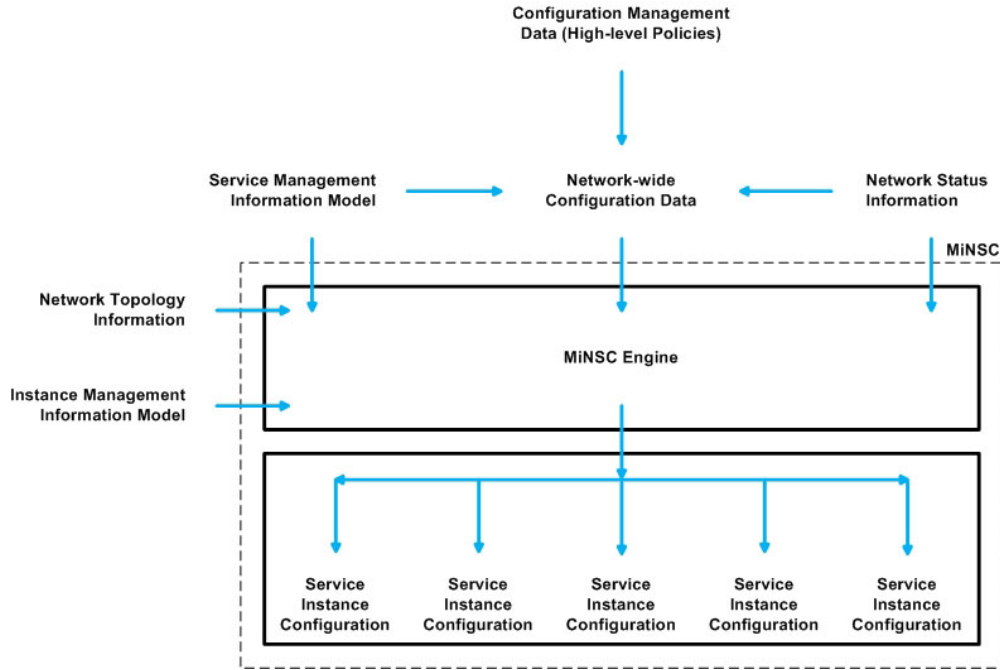 Configuration Management
Data (High-level Policies)
Service Management
Information Model
Network-wide
Configuration Data
Network Status
Information
MiNSC
Network Topology
Information
MiNSC Engine
Instance Management
Information Model
Service
Instance
Configuration
Service
Instance
Configuration
Service
Instance
Configuration
Service
Instance
Configuration
Service
Instance
Configuration